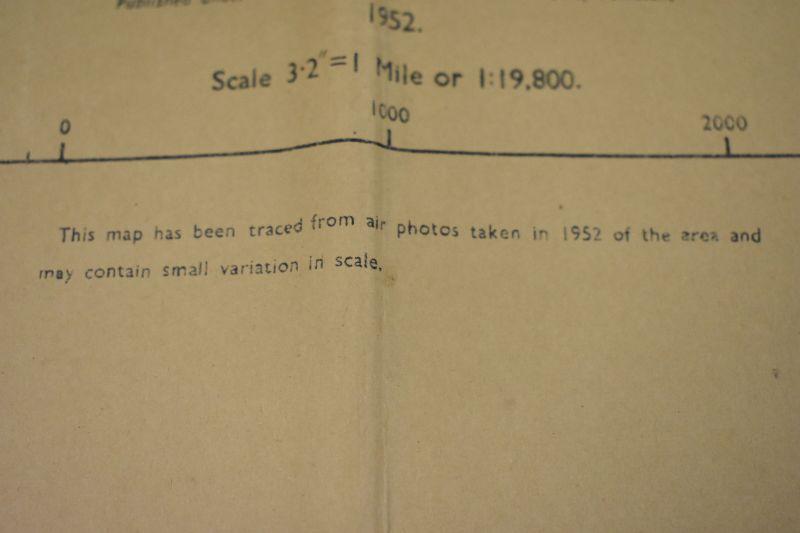 Published
1952.
Scale 3·2"=1 Mile or 1:19,800.
0 1000 2000
This map has been traced from air photos taken in 1952 of the area and
may contain small variation in scale.